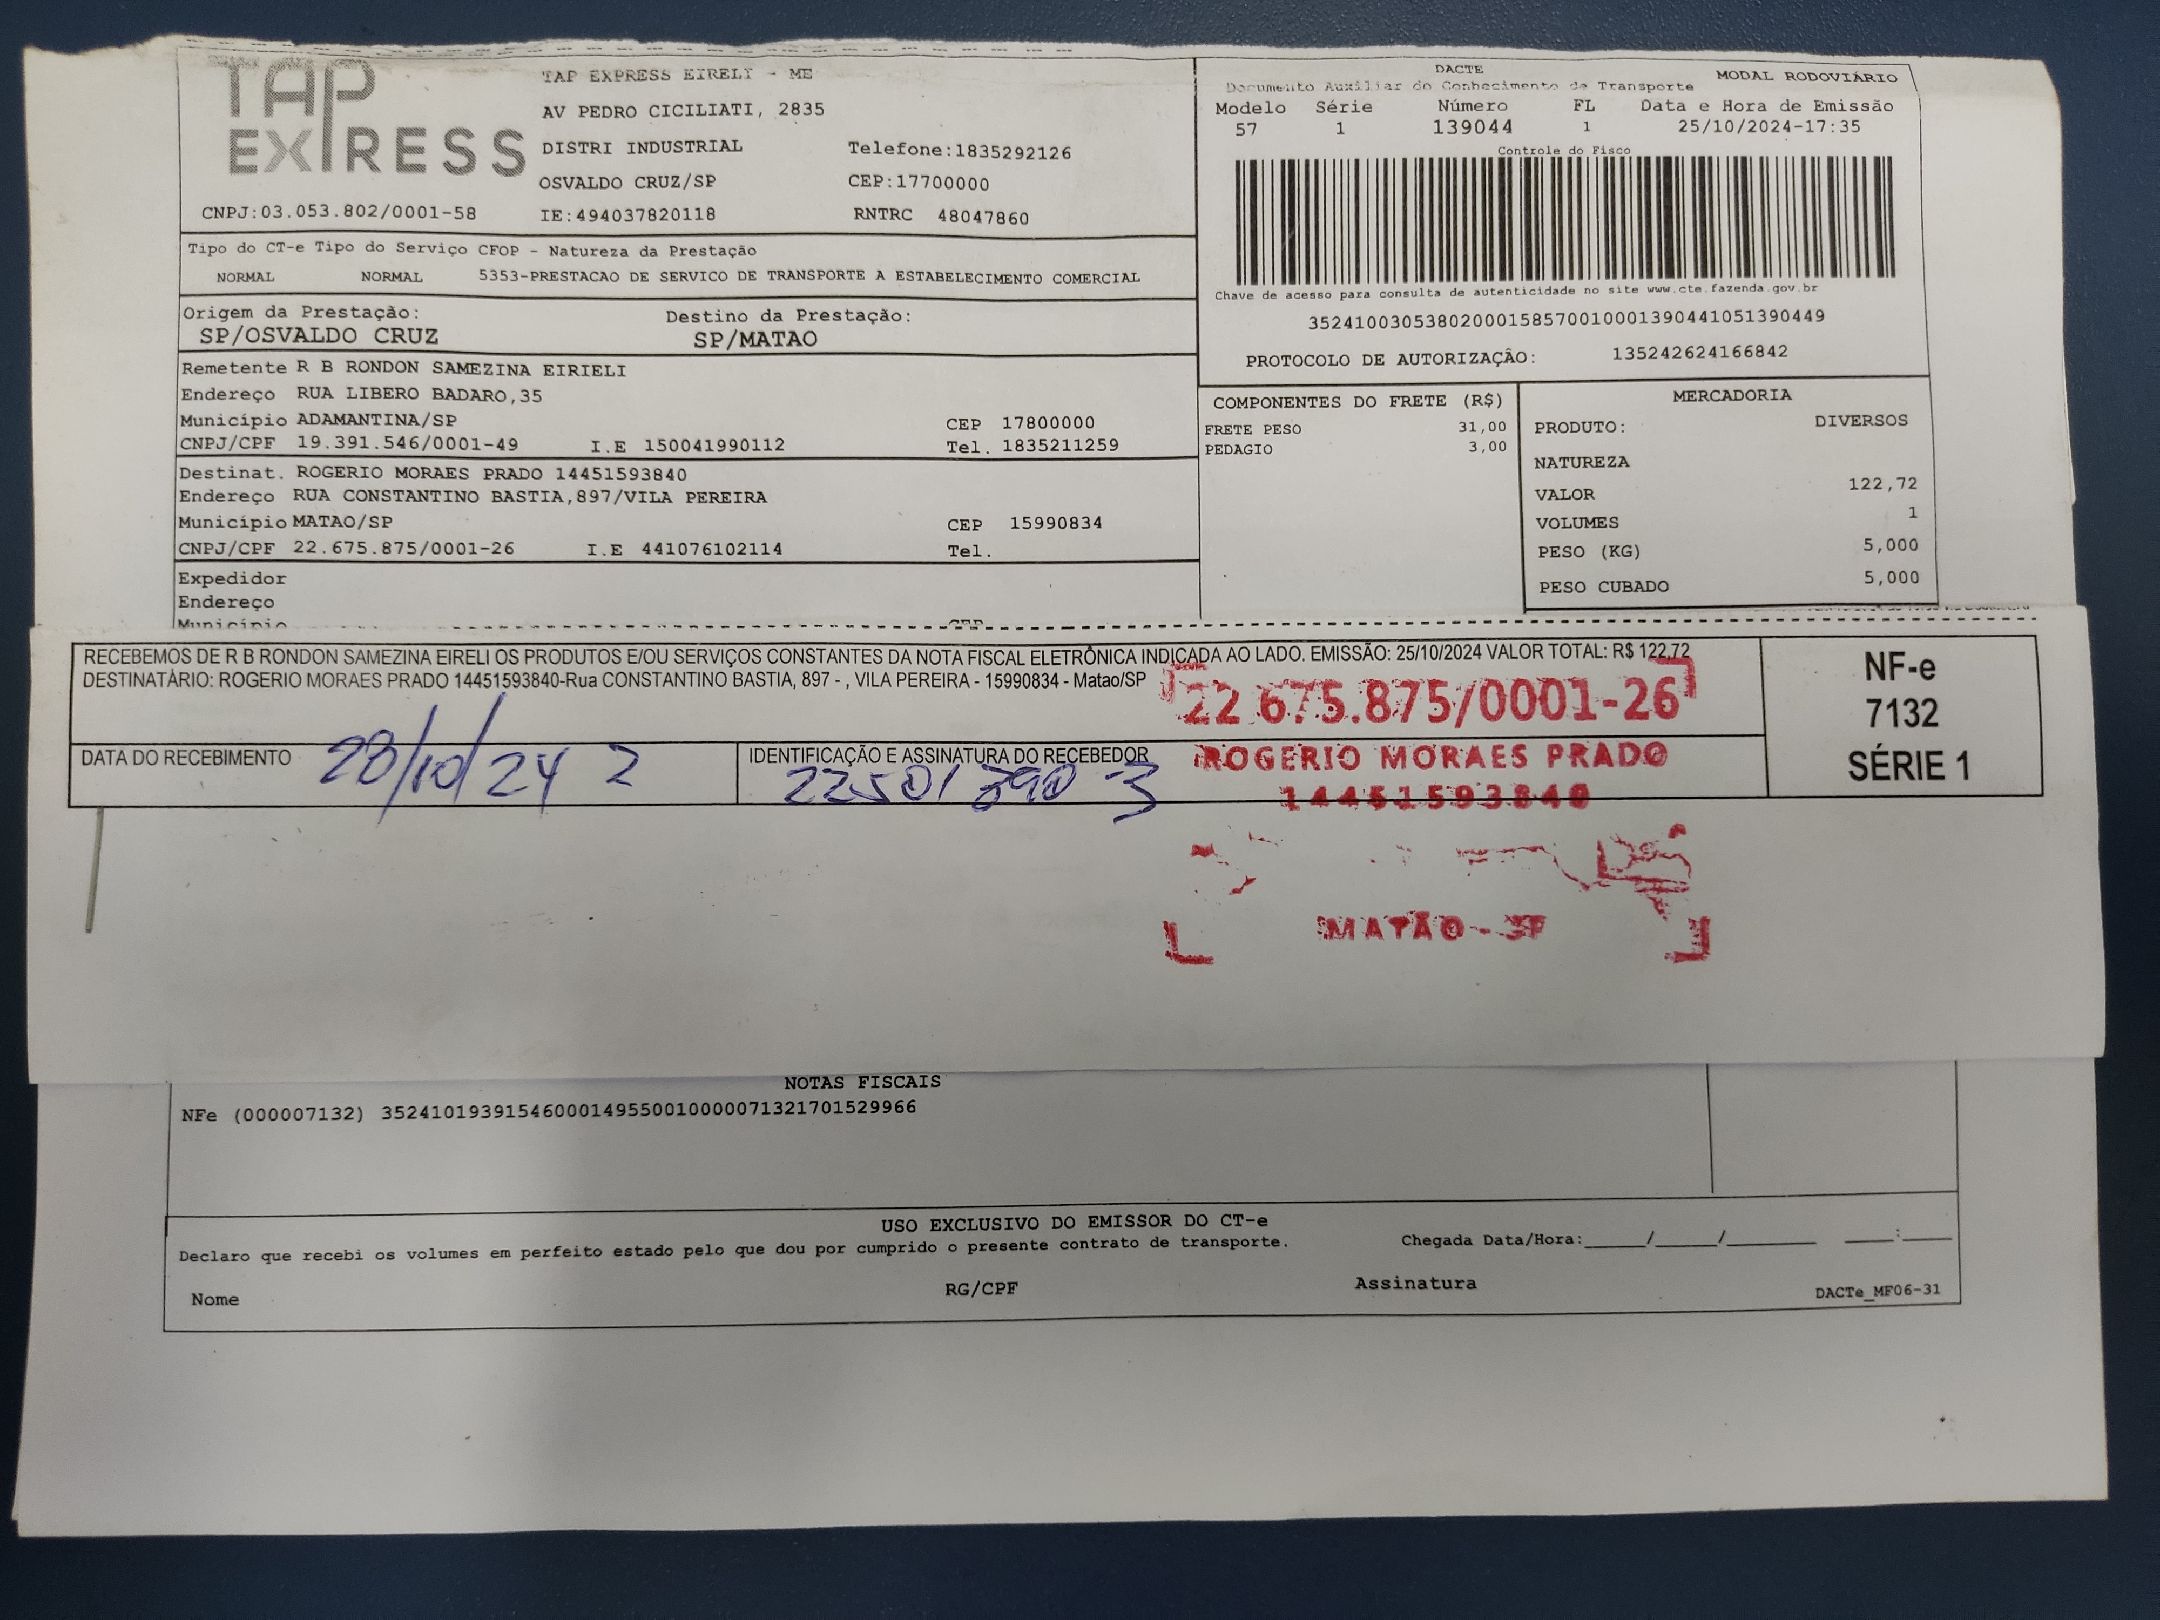 TAP EXPRESS
TAP EXPRESS EIRELI - ME
AV PEDRO CICILIATI, 2835
DISTRI INDUSTRIAL Telefone:1835292126
OSVALDO CRUZ/SP CEP:17700000
CNPJ:03.053.802/0001-58 IE:494037820118 RNTRC 48047860
DACTE
Documento Auxiliar do Conhecimento de Transporte MODAL RODOVIÁRIO
Modelo Série Número FL Data e Hora de Emissão
57 1 139044 1 25/10/2024-17:35
Controle do Fisco
Chave de acesso para consulta de autenticidade no site www.cte.fazenda.gov.br
35241003053802000158570010001390441051390449
PROTOCOLO DE AUTORIZAÇÃO: 135242624166842
Tipo do CT-e Tipo do Serviço CFOP - Natureza da Prestação
NORMAL NORMAL 5353-PRESTACAO DE SERVICO DE TRANSPORTE A ESTABELECIMENTO COMERCIAL
Origem da Prestação: Destino da Prestação:
SP/OSVALDO CRUZ SP/MATAO
Remetente R B RONDON SAMEZINA EIRIELI
Endereço RUA LIBERO BADARO,35
Município ADAMANTINA/SP CEP 17800000
CNPJ/CPF 19.391.546/0001-49 I.E 150041990112 Tel. 1835211259
Destinat. ROGERIO MORAES PRADO 14451593840
Endereço RUA CONSTANTINO BASTIA,897/VILA PEREIRA
Município MATAO/SP CEP 15990834
CNPJ/CPF 22.675.875/0001-26 I.E 441076102114 Tel.
Expedidor
Endereço
Município CEP
COMPONENTES DO FRETE (R$)
FRETE PESO 31,00
PEDAGIO 3,00
MERCADORIA
PRODUTO: DIVERSOS
NATUREZA
VALOR 122,72
VOLUMES 1
PESO (KG) 5,000
PESO CUBADO 5,000
RECEBEMOS DE R B RONDON SAMEZINA EIRELI OS PRODUTOS E/OU SERVIÇOS CONSTANTES DA NOTA FISCAL ELETRÔNICA INDICADA AO LADO. EMISSÃO: 25/10/2024 VALOR TOTAL: R$ 122,72
DESTINATÁRIO: ROGERIO MORAES PRADO 14451593840-Rua CONSTANTINO BASTIA, 897 - , VILA PEREIRA - 15990834 - Matao/SP
DATA DO RECEBIMENTO 28/10/24 2
IDENTIFICAÇÃO E ASSINATURA DO RECEBEDOR
22501390-3
22.675.875/0001-26
ROGERIO MORAES PRADO
14451593840
MATÃO - SP
NF-e
7132
SÉRIE 1
NOTAS FISCAIS
NFe (000007132) 35241019391546000149550010000071321701529966
USO EXCLUSIVO DO EMISSOR DO CT-e
Declaro que recebi os volumes em perfeito estado pelo que dou por cumprido o presente contrato de transporte. Chegada Data/Hora:_____/_____/________ ____:____
Nome RG/CPF Assinatura DACTe_MF06-31